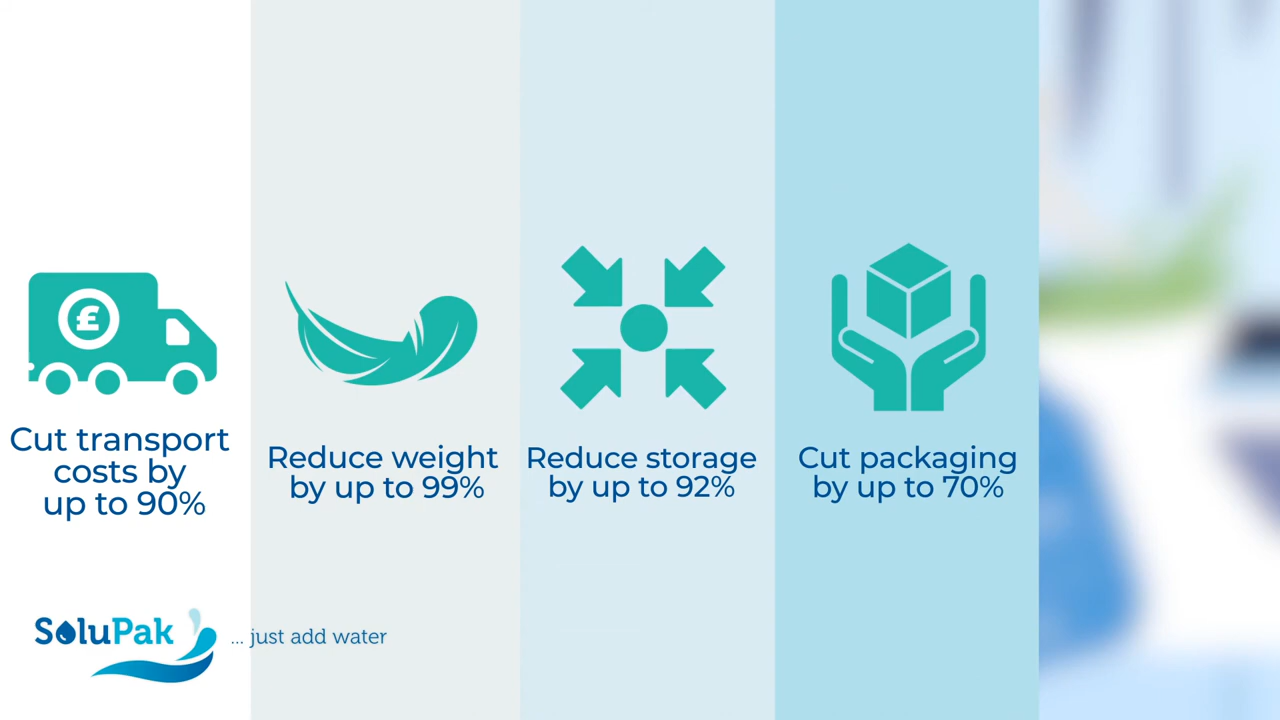 £
Cut transport
costs by
up to 90%
Reduce weight
by up to 99%
Reduce storage
by up to 92%
Cut packaging
by up to 70%
SoluPak
... just add water